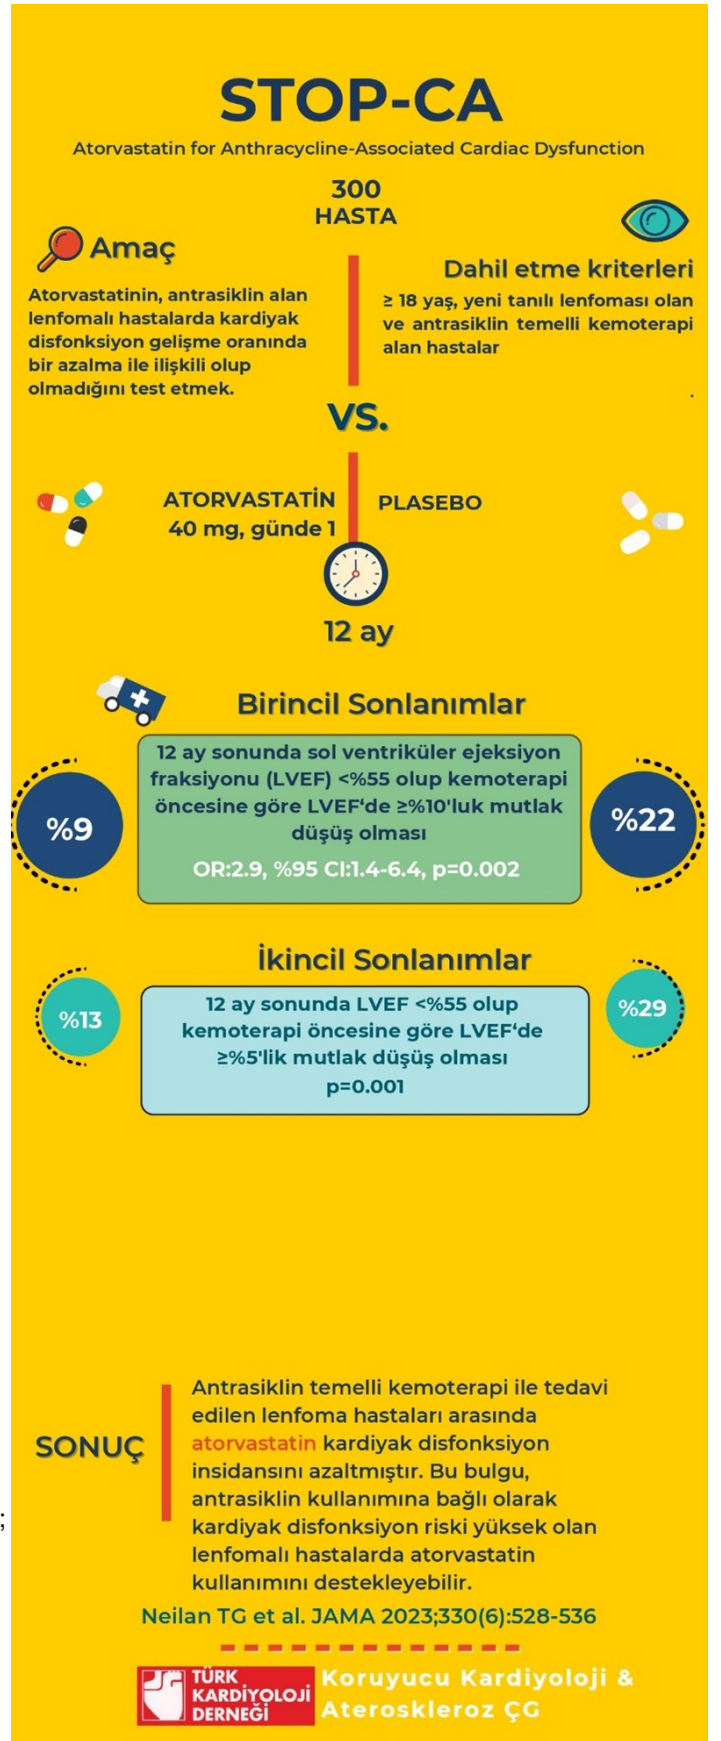 STOP-CA
Atorvastatin for Anthracycline-Associated Cardiac Dysfunction
300
HASTA
Amaç
Atorvastatinin, antrasiklin alan
lenfomalı hastalarda kardiyak
disfonksiyon gelişme oranında
bir azalma ile ilişkili olup
olmadığını test etmek.
Dahil etme kriterleri
≥ 18 yaş, yeni tanılı lenfoması olan
ve antrasiklin temelli kemoterapi
alan hastalar
.
VS.
ATORVASTATİN
40 mg, günde 1
PLASEBO
12 ay
Birincil Sonlanımlar
%9
12 ay sonunda sol ventriküler ejeksiyon
fraksiyonu (LVEF) <%55 olup kemoterapi
öncesine göre LVEF‘de ≥%10'luk mutlak
düşüş olması
OR:2.9, %95 CI:1.4-6.4, p=0.002
%22
İkincil Sonlanımlar
%13
12 ay sonunda LVEF <%55 olup
kemoterapi öncesine göre LVEF‘de
≥%5'lik mutlak düşüş olması
p=0.001
%29
SONUÇ
Antrasiklin temelli kemoterapi ile tedavi
edilen lenfoma hastaları arasında
atorvastatin kardiyak disfonksiyon
insidansını azaltmıştır. Bu bulgu,
antrasiklin kullanımına bağlı olarak
kardiyak disfonksiyon riski yüksek olan
lenfomalı hastalarda atorvastatin
kullanımını destekleyebilir.
;
Neilan TG et al. JAMA 2023;330(6):528-536
TÜRK
KARDİYOLOJİ
DERNEĞİ
Koruyucu Kardiyoloji &
Ateroskleroz ÇG